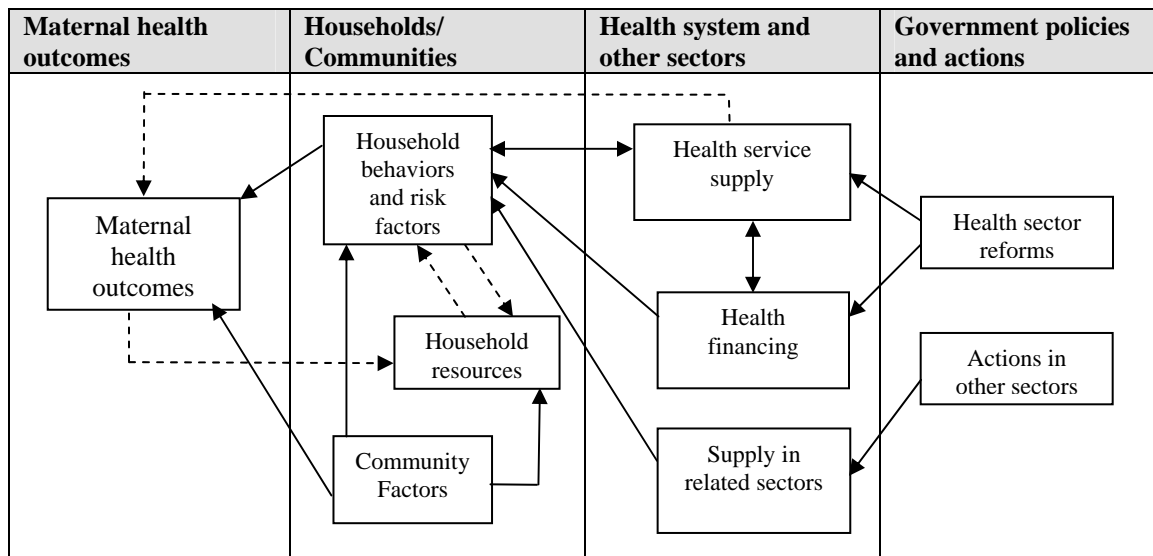 Maternal health
outcomes
Households/
Communities
Health system and
other sectors
Government policies
and actions
Maternal
health
outcomes
Household
behaviors
and risk
factors
Household
resources
Community
Factors
Health service
supply
Health
financing
Supply in
related sectors
Health sector
reforms
Actions in
other sectors